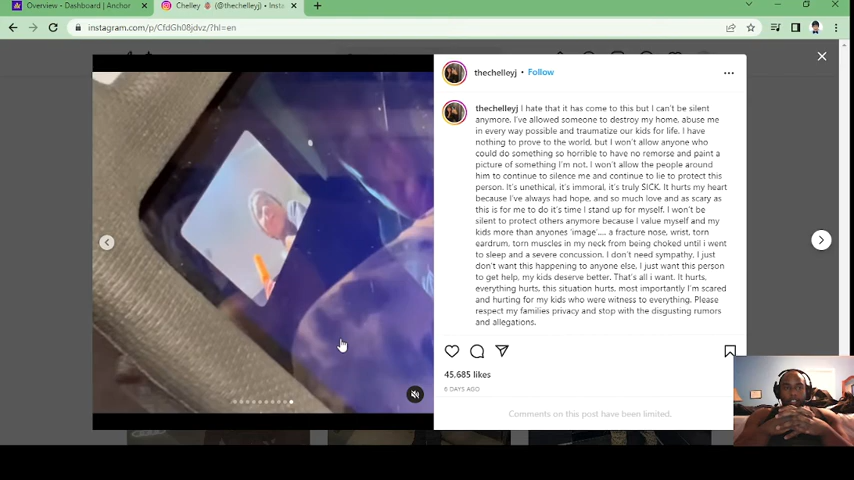 Overview - Dashboard | Anchor
Chelley
(@thechelleyj) • Insta
instagram.com/p/CfdGh08jdvz/?hl=en
thechelleyj • Follow
thechelleyj I hate that it has come to this but I can't be silent
anymore. I've allowed someone to destroy my home, abuse me
in every way possible and traumatize our kids for life. I have
nothing to prove to the world, but I won't allow anyone who
could do something so horrible to have no remorse and paint a
picture of something I'm not. I won't allow the people around
him to continue to silence me and continue to lie to protect this
person. It's unethical, it's immoral, it's truly SICK. It hurts my heart
because I've always had hope, and so much love and as scary as
this is for me to do it's time I stand up for myself. I won't be
silent to protect others anymore because I value myself and my
kids more than anyones 'image'.... a fracture nose, wrist, torn
eardrum, torn muscles in my neck from being choked until i went
to sleep and a severe concussion. I don't need sympathy, I just
don't want this happening to anyone else, I just want this person
to get help, my kids deserve better. That's all i want. It hurts,
everything hurts, this situation hurts, most importantly I'm scared
and hurting for my kids who were witness to everything. Please
respect my families privacy and stop with the disgusting rumors
and allegations.
45,685 likes
6 DAYS AGO
Comments on this post have been limited.